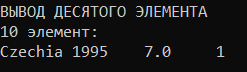 ВЫВОД ДЕСЯТОГО ЭЛЕМЕНТА
10 элемент:
Czechia 1995    7.0     1